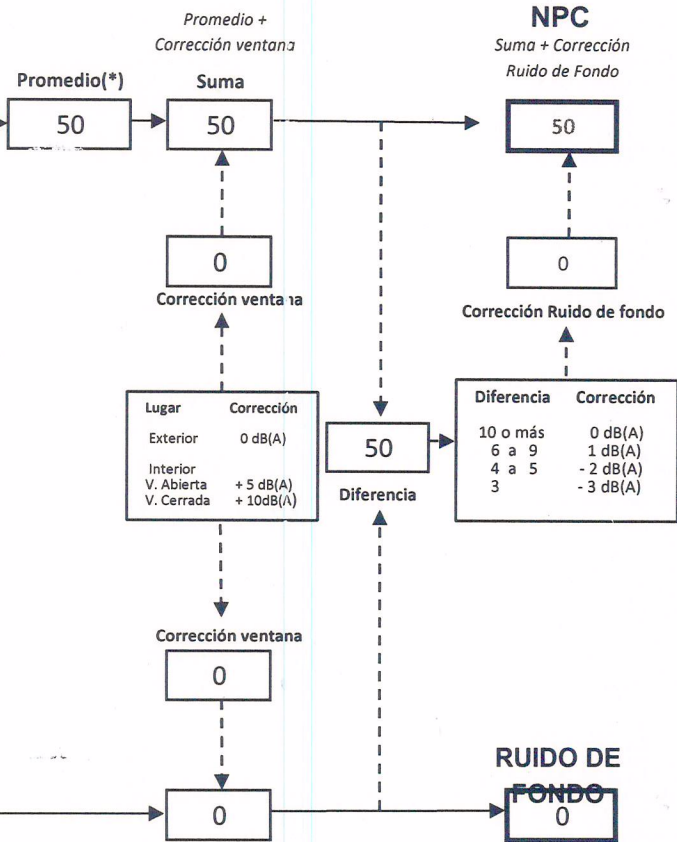 Promedio +
Corrección ventana
NPC
Suma + Corrección
Ruido de Fondo
Promedio(*)
Suma
50
50
50
0
Corrección ventana
0
Corrección Ruido de fondo
Lugar Corrección
Exterior 0 dB(A)
Interior
V. Abierta + 5 dB(A)
V. Cerrada + 10dB(A)
50
Diferencia
Diferencia Corrección
10 o más 0 dB(A)
6 a 9 1 dB(A)
4 a 5 - 2 dB(A)
3 - 3 dB(A)
Corrección ventana
0
0
RUIDO DE
FONDO
0